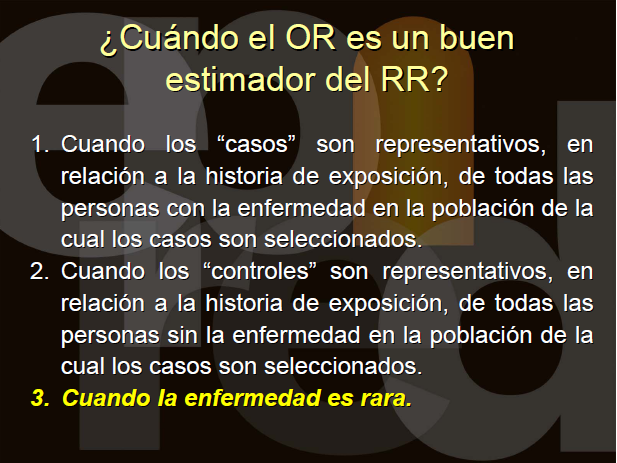 ¿Cuándo el OR es un buen
estimador del RR?
1. Cuando los “casos” son representativos, en
relación a la historia de exposición, de todas las
personas con la enfermedad en la población de la
cual los casos son seleccionados.
2. Cuando los “controles” son representativos, en
relación a la historia de exposición, de todas las
personas sin la enfermedad en la población de la
cual los casos son seleccionados.
3. Cuando la enfermedad es rara.